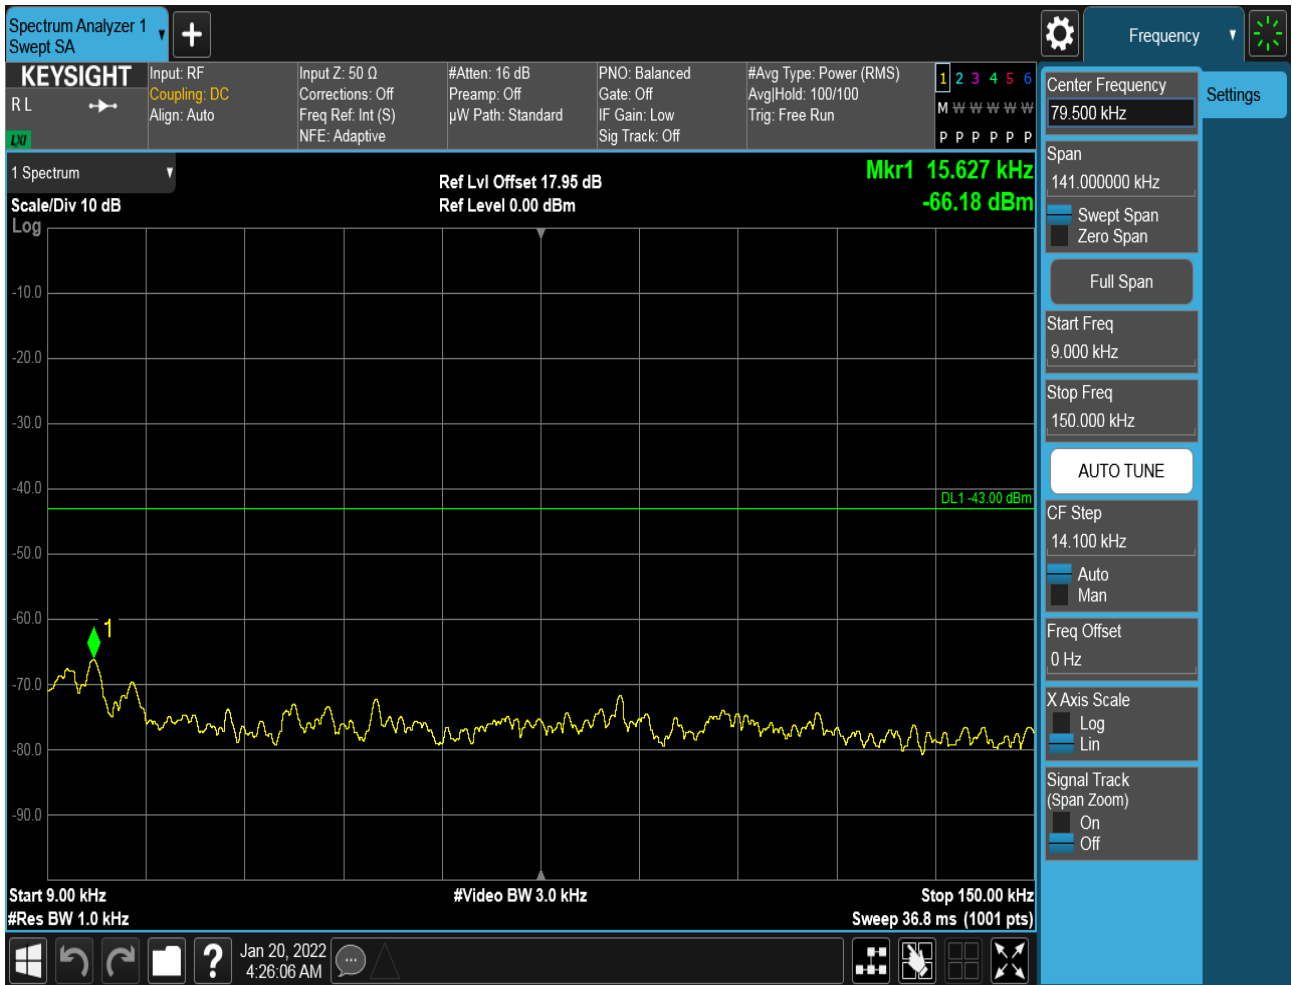 Spectrum Analyzer 1
Swept SA
Frequency
KEYSIGHT
R L
LXI
Input: RF
Coupling: DC
Align: Auto
Input Z: 50 Ω
Corrections: Off
Freq Ref: Int (S)
NFE: Adaptive
#Atten: 16 dB
Preamp: Off
µW Path: Standard
PNO: Balanced
Gate: Off
IF Gain: Low
Sig Track: Off
#Avg Type: Power (RMS)
Avg|Hold: 100/100
Trig: Free Run
1 2 3 4 5 6
M W W W W W
P P P P P P
1 Spectrum
Scale/Div 10 dB
Log
Ref Lvl Offset 17.95 dB
Ref Level 0.00 dBm
Mkr1 15.627 kHz
-66.18 dBm
-10.0
-20.0
-30.0
-40.0
DL1 -43.00 dBm
-50.0
-60.0
1
-70.0
-80.0
-90.0
Start 9.00 kHz
#Video BW 3.0 kHz
Stop 150.00 kHz
#Res BW 1.0 kHz
Sweep 36.8 ms (1001 pts)
Center Frequency
79.500 kHz
Settings
Span
141.000000 kHz
Swept Span
Zero Span
Full Span
Start Freq
9.000 kHz
Stop Freq
150.000 kHz
AUTO TUNE
CF Step
14.100 kHz
Auto
Man
Freq Offset
0 Hz
X Axis Scale
Log
Lin
Signal Track
(Span Zoom)
On
Off
?
Jan 20, 2022
4:26:06 AM